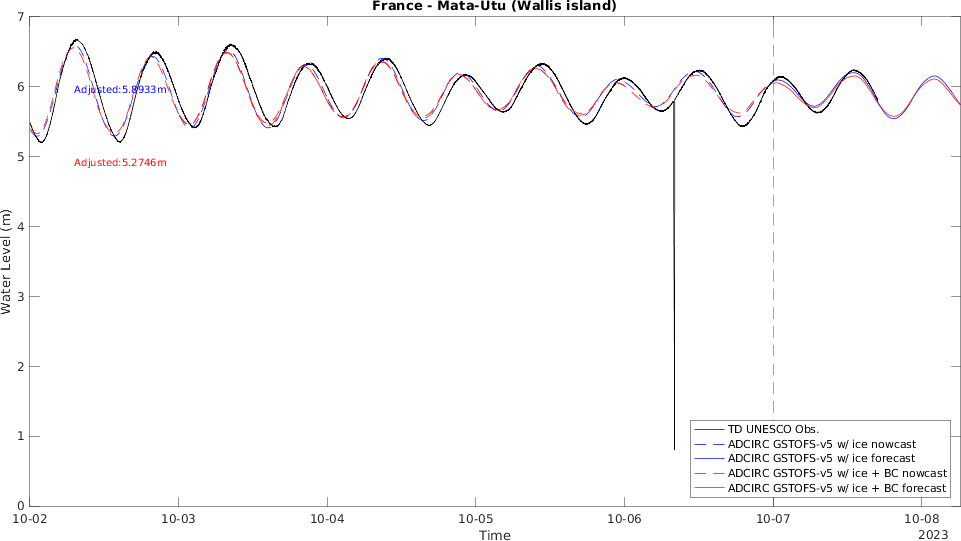 France - Mata-Utu (Wallis island)
7
6
5
4
3
2
1
0
Water Level (m)
Adjusted:5.8933m
Adjusted:5.2746m
TD UNESCO Obs.
ADCIRC GSTOFS-v5 w/ ice nowcast
ADCIRC GSTOFS-v5 w/ ice forecast
ADCIRC GSTOFS-v5 w/ ice + BC nowcast
ADCIRC GSTOFS-v5 w/ ice + BC forecast
10-02 10-03 10-04 10-05 10-06 10-07 10-08
Time
2023